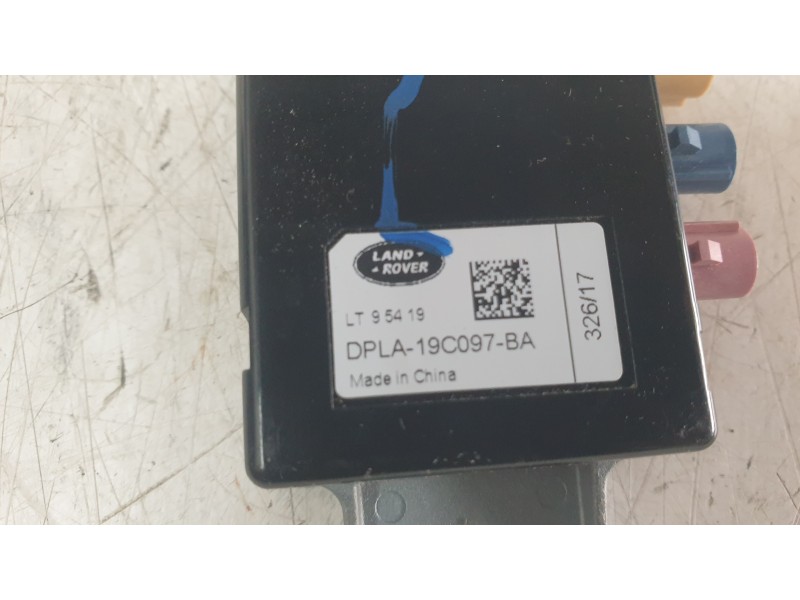 LAND
ROVER
LT 9 54 19
DPLA-19C097-BA
Made in China
326/17